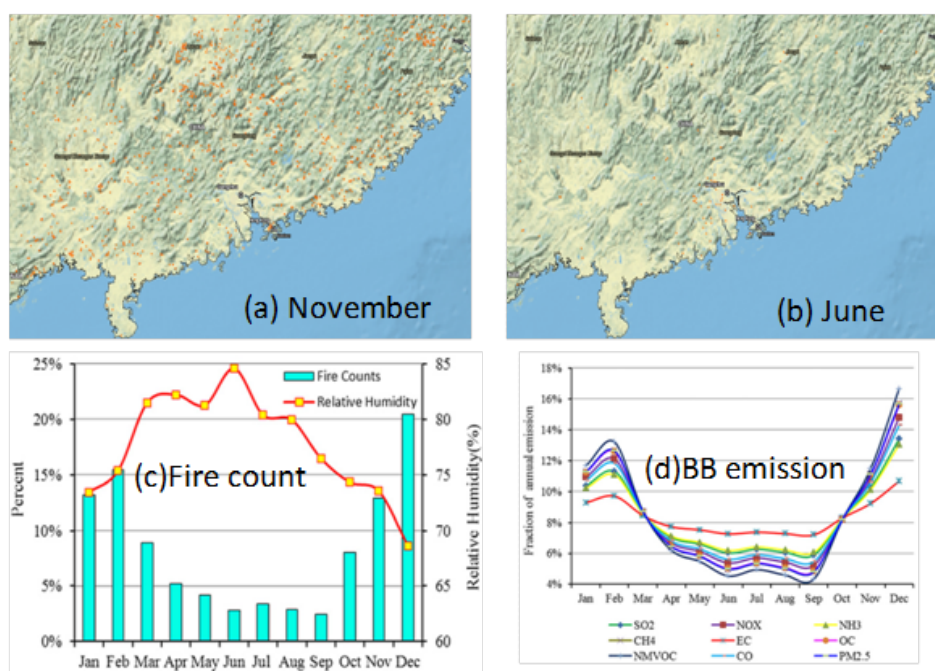 (a) November
(b) June
25%
20%
15%
10%
5%
0%
Percent
Fire Counts
Relative Humidity
(c)Fire count
85
80
75
70
65
60
Relative Humidity(%)
Jan Feb Mar Apr May Jun Jul Aug Sep Oct Nov Dec
18%
16%
14%
12%
10%
8%
6%
4%
Fraction of annual emission
(d)BB emission
Jan Feb Mar Apr May Jun Jul Aug Sep Oct Nov Dec
SO2 NOX NH3
CH4 EC OC
NMVOC CO PM2.5